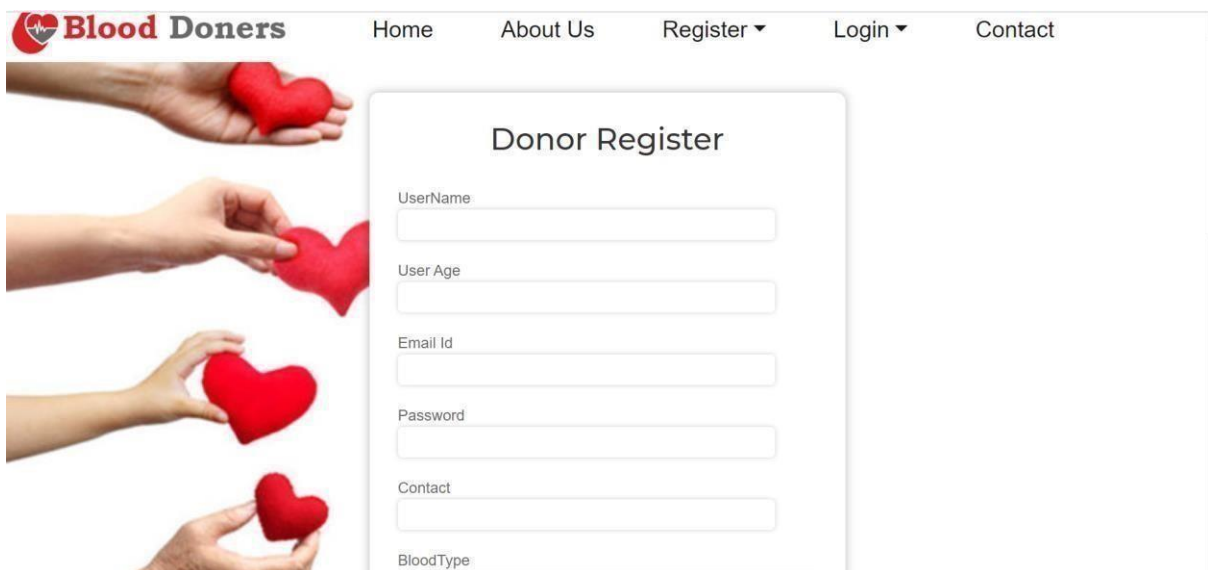 Blood Doners
Home About Us Register Login Contact
Donor Register
UserName
User Age
Email Id
Password
Contact
BloodType